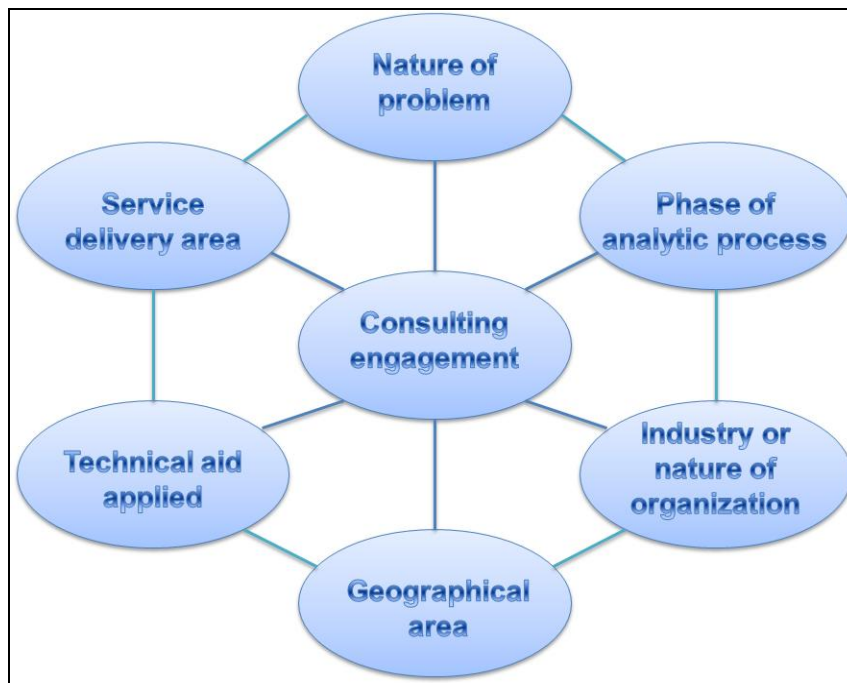 Nature of
problem
Service
delivery area
Phase of
analytic process
Consulting
engagement
Technical aid
applied
Industry or
nature of
organization
Geographical
area